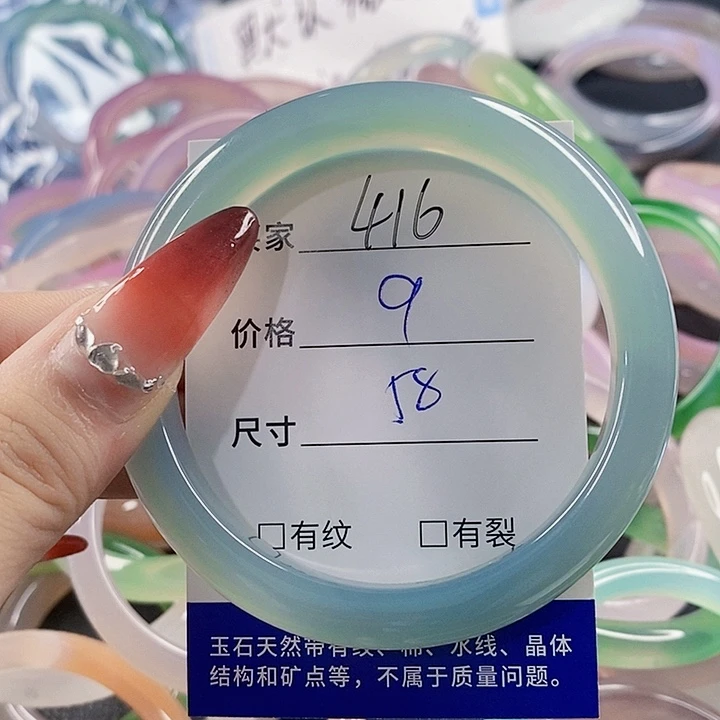 家 416
价格 9
尺寸 58
□有纹 □有裂
玉石天然带有纹、棉、水线、晶体
结构和矿点等，不属于质量问题。